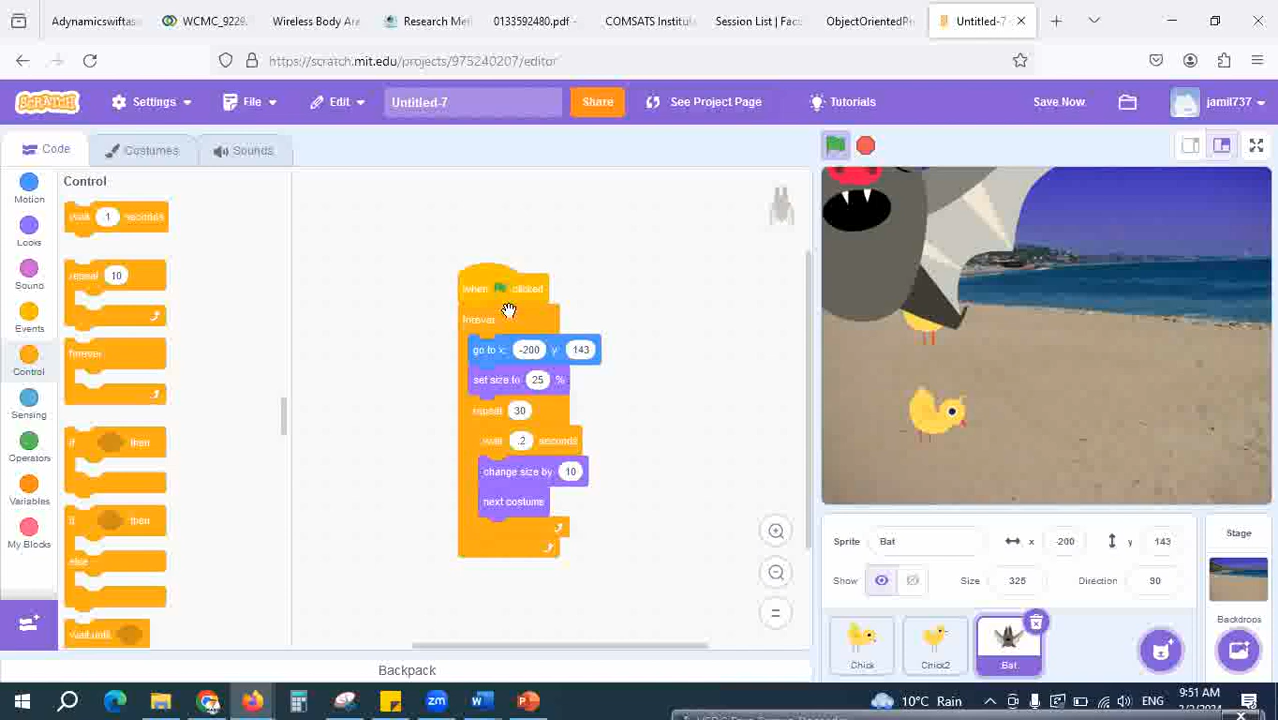 Adynamicswifta
WCMC_9229.
Wireless Body Are
Research Me
0133592480.pdf -
COMSATS Institut
Session List | Fac
ObjectOrientedPr
Untitled-7
https://scratch.mit.edu/projects/975240207/editor
SCRATCH
Settings
File
Edit
Untitled-7
Share
See Project Page
Tutorials
Save Now
jamil737
Code
Costumes
Sounds
Motion
Looks
Sound
Events
Control
Sensing
Operators
Variables
My Blocks
Control
wait 1 seconds
repeat 10
forever
if then
if then
else
wait until
when clicked
forever
go to x: -200 y: 143
set size to 25 %
repeat 30
wait .2 seconds
change size by 10
next costume
Sprite Bat x -200 y 143
Show Size 325 Direction 90
Chick
Chick2
Bat
Stage
Backdrops
Backpack
10°C Rain
ENG
9:51 AM